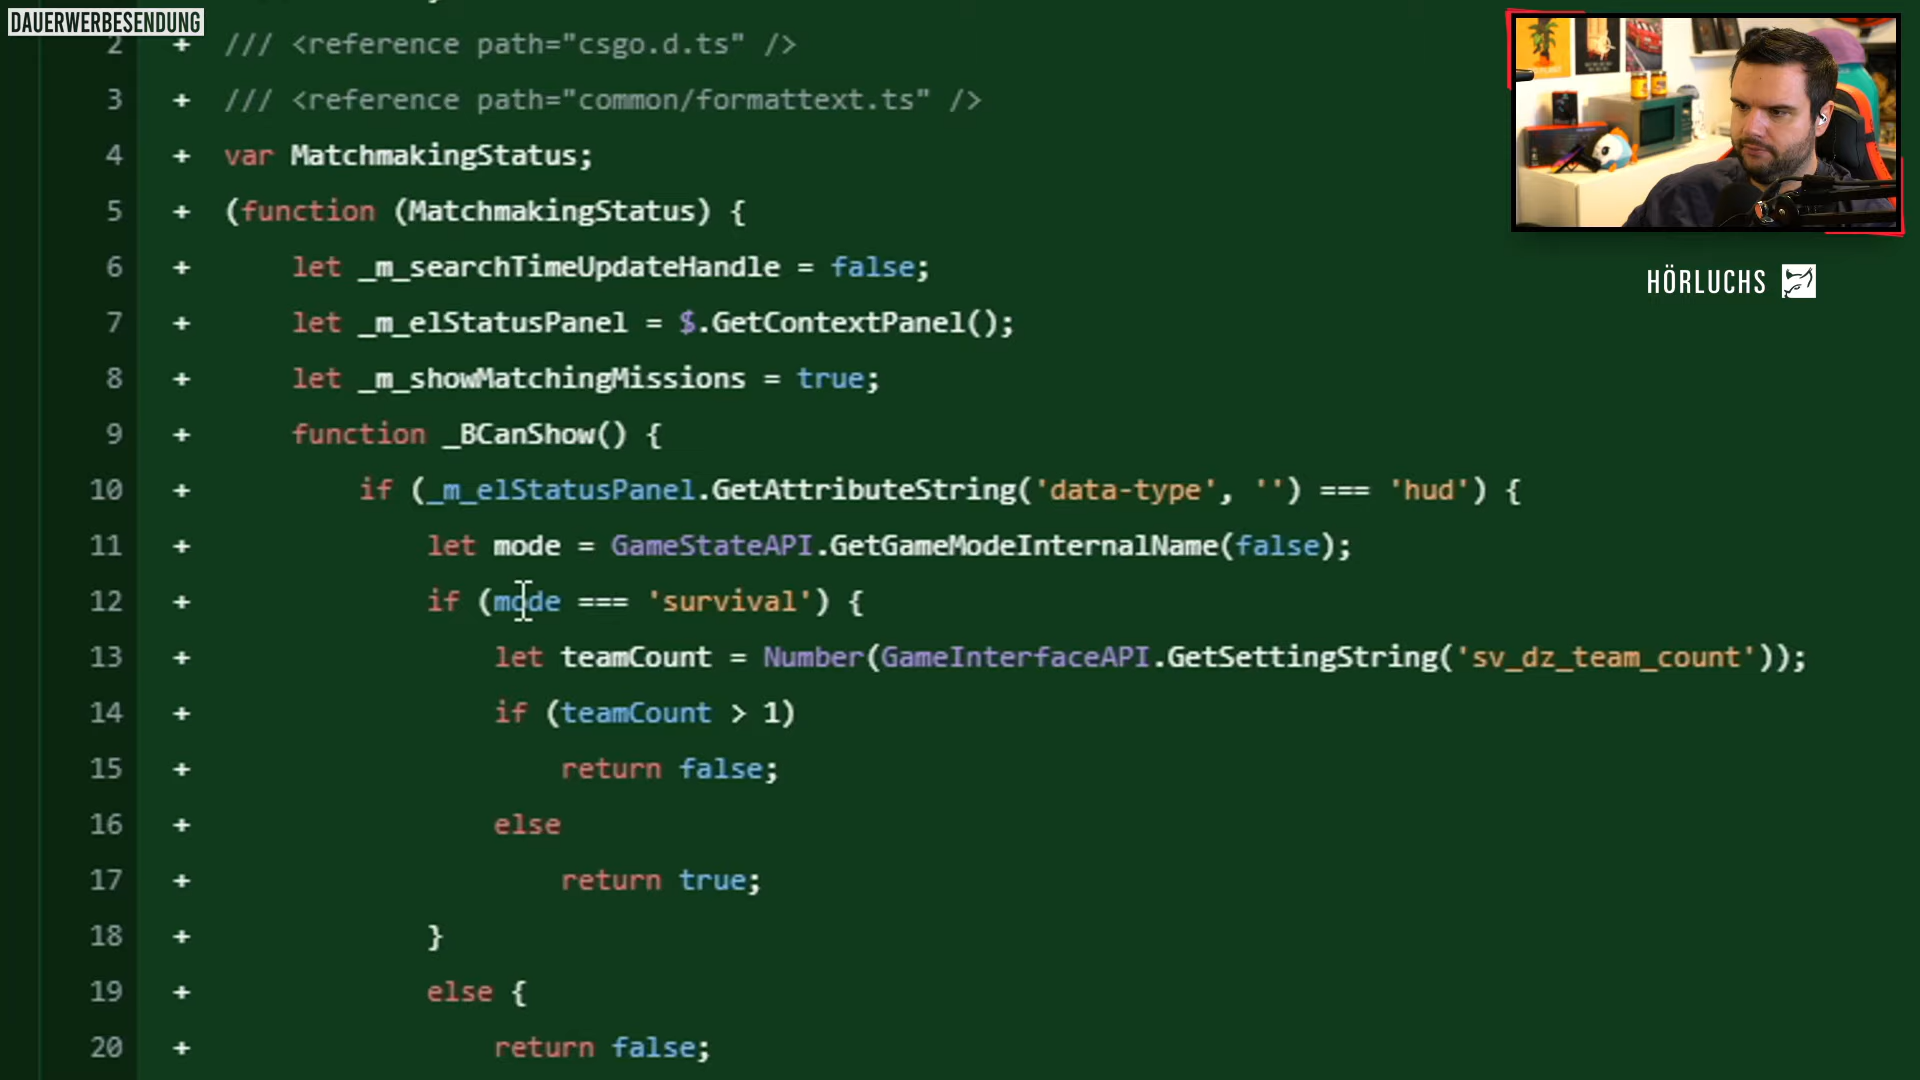 DAUERWERBESENDUNG
2 + /// <reference path="csgo.d.ts" />
3 + /// <reference path="common/formattext.ts" />
4 + var MatchmakingStatus;
5 + (function (MatchmakingStatus) {
6 + let _m_searchTimeUpdateHandle = false;
7 + let _m_elStatusPanel = $.GetContextPanel();
8 + let _m_showMatchingMissions = true;
9 + function _BCanShow() {
10 + if (_m_elStatusPanel.GetAttributeString('data-type', '') === 'hud') {
11 + let mode = GameStateAPI.GetGameModeInternalName(false);
12 + if (mode === 'survival') {
13 + let teamCount = Number(GameInterfaceAPI.GetSettingString('sv_dz_team_count'));
14 + if (teamCount > 1)
15 + return false;
16 + else
17 + return true;
18 + }
19 + else {
20 + return false;
HÖRLUCHS